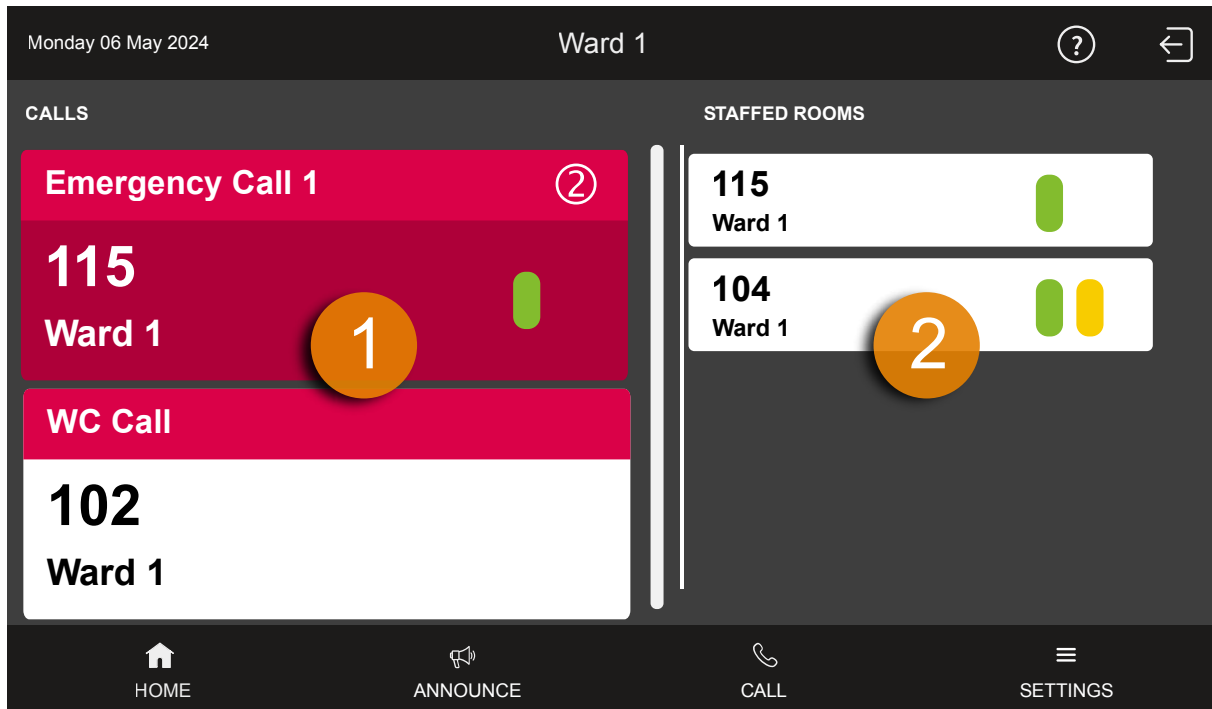 Monday 06 May 2024
Ward 1
?
CALLS
Emergency Call 1
2
115
Ward 1
1
WC Call
102
Ward 1
STAFFED ROOMS
115
Ward 1
104
Ward 1
2
HOME
ANNOUNCE
CALL
SETTINGS